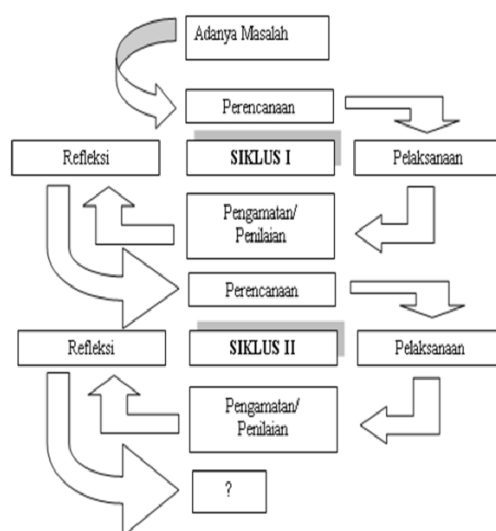 Adanya Masalah
Perencanaan
Refleksi
SIKLUS I
Pelaksanaan
Pengamatan/
Penilaian
Perencanaan
Refleksi
SIKLUS II
Pelaksanaan
Pengamatan/
Penilaian
?